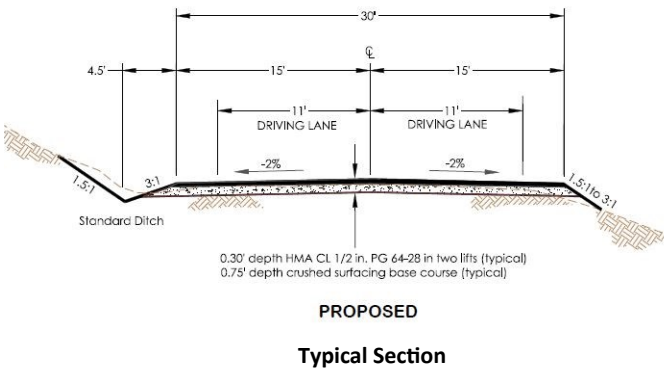 30'
℄
4.5'
15'
15'
11'
DRIVING LANE
11'
DRIVING LANE
-2%
-2%
1.5:1
3:1
1.5:1 to 3:1
Standard Ditch
0.30' depth HMA CL 1/2 in. PG 64-28 in two lifts (typical)
0.75' depth crushed surfacing base course (typical)
PROPOSED
Typical Section